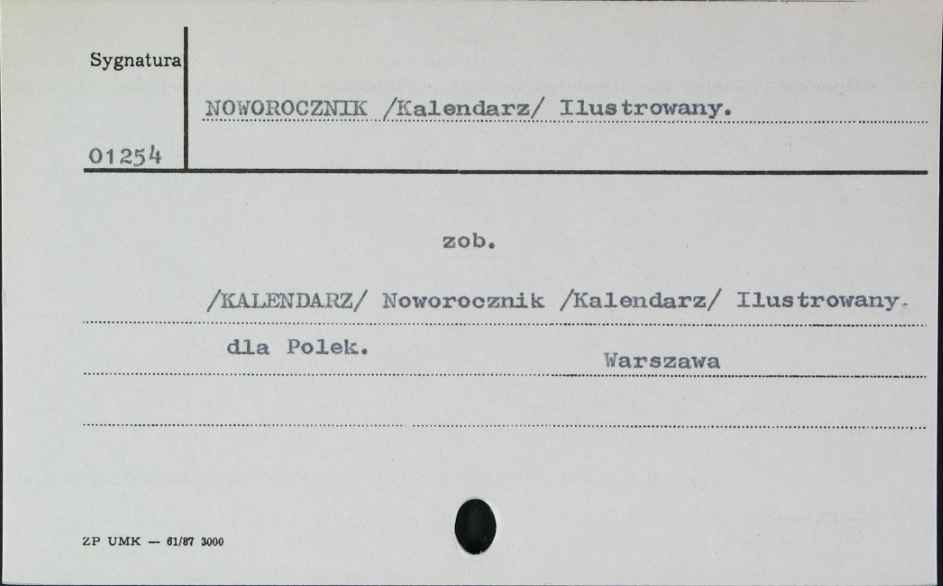 Sygnatura
NOWOROCZNIK /Kalendarz/ Ilustrowany.
01254
zob.
/KALENDARZ/ Noworocznik /Kalendarz/ Ilustrowany.
dla Polek.
Warszawa
ZP UMK — 61/87 3000